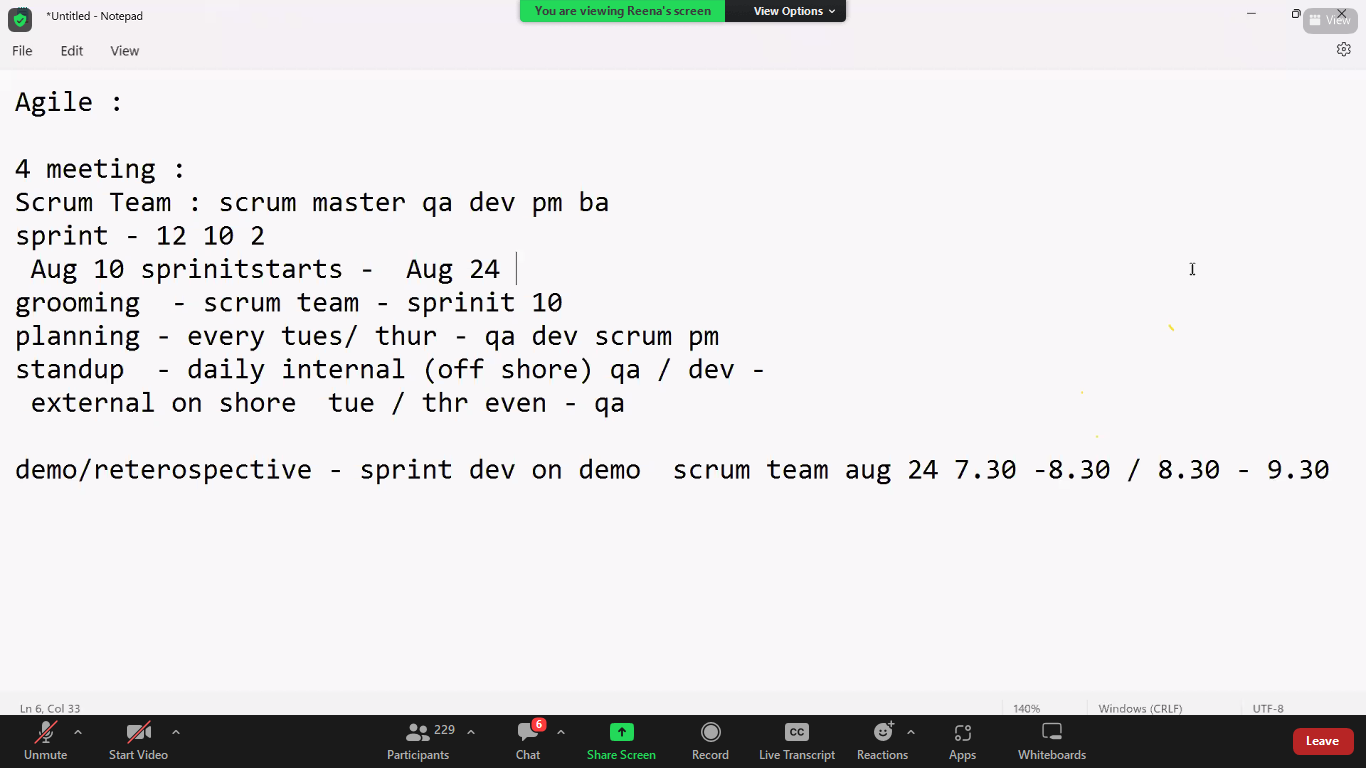 *Untitled - Notepad
You are viewing Reena's screen View Options
View
File Edit View
Agile :
4 meeting :
Scrum Team : scrum master qa dev pm ba
sprint - 12 10 2
Aug 10 sprinitstarts - Aug 24
grooming - scrum team - sprinit 10
planning - every tues/ thur - qa dev scrum pm
standup - daily internal (off shore) qa / dev -
external on shore tue / thr even - qa
demo/reterospective - sprint dev on demo scrum team aug 24 7.30 -8.30 / 8.30 - 9.30
Ln 6, Col 33 140% Windows (CRLF) UTF-8
229 6 CC
Unmute Start Video Participants Chat Share Screen Record Live Transcript Reactions Apps Whiteboards Leave